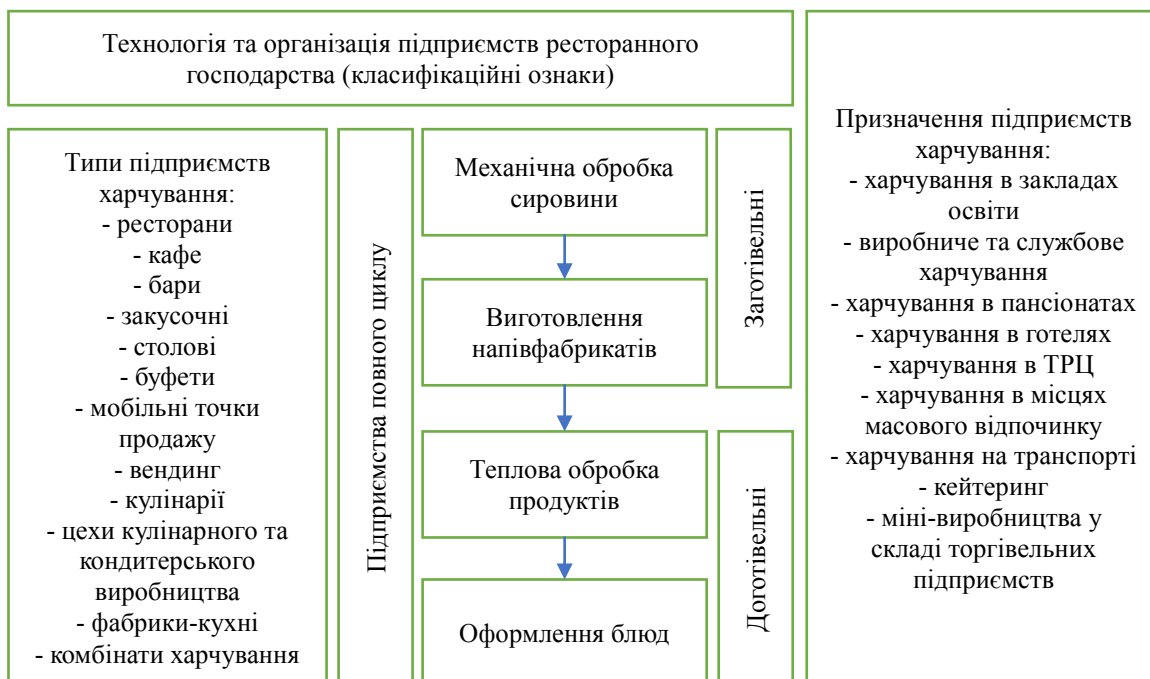 Технологія та організація підприємств ресторанного
господарства (класифікаційні ознаки)
Типи підприємств
харчування:
- ресторани
- кафе
- бари
- закусочні
- столові
- буфети
- мобільні точки
продажу
- вендинг
- кулінарії
- цехи кулінарного та
кондитерського
виробництва
- фабрики-кухні
- комбінати харчування
Підприємства повного циклу
Механічна обробка
сировини
Виготовлення
напівфабрикатів
Теплова обробка
продуктів
Оформлення блюд
Заготівельні
Доготівельні
Призначення підприємств
харчування:
- харчування в закладах
освіти
- виробниче та службове
харчування
- харчування в пансіонатах
- харчування в готелях
- харчування в ТРЦ
- харчування в місцях
масового відпочинку
- харчування на транспорті
- кейтеринг
- міні-виробництва у
складі торгівельних
підприємств